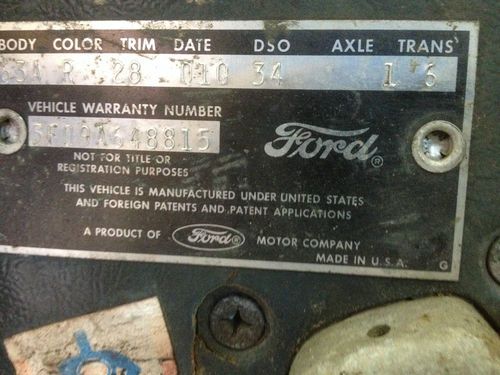 BODY COLOR TRIM DATE DSO AXLE TRANS
63A R 28 01G 34 1 6
VEHICLE WARRANTY NUMBER
5F09A648815
NOT FOR TITLE OR
REGISTRATION PURPOSES
Ford®
THIS VEHICLE IS MANUFACTURED UNDER UNITED STATES
AND FOREIGN PATENTS AND PATENT APPLICATIONS
A PRODUCT OF Ford® MOTOR COMPANY
MADE IN U.S.A. G